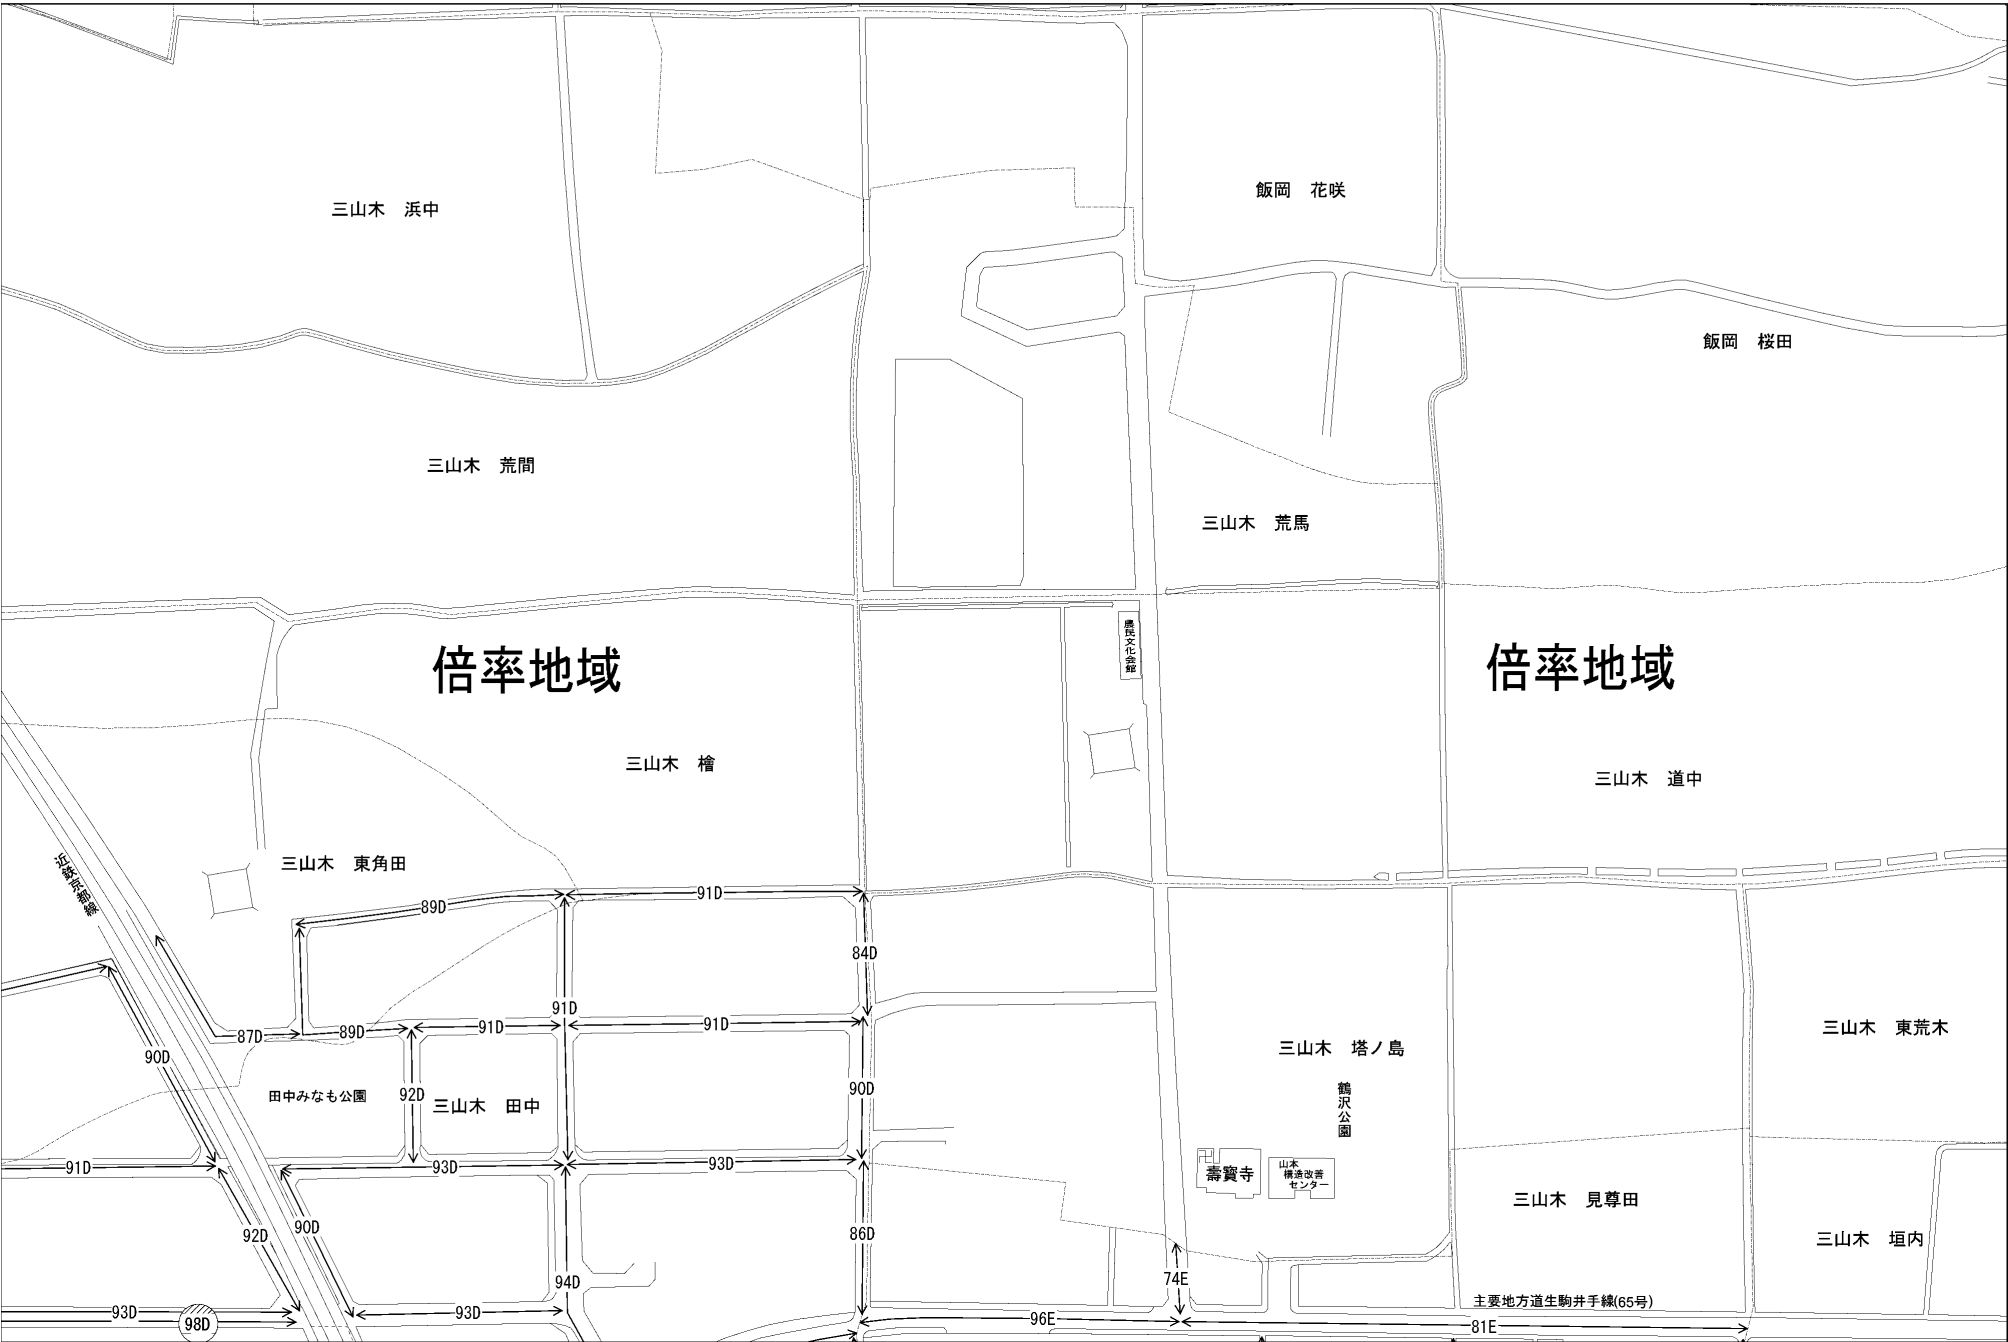 飯岡　花咲
三山木　浜中
飯岡　桜田
三山木　荒間
三山木　荒馬
農民文化会館
倍率地域
倍率地域
三山木　檜
三山木　道中
三山木　東角田
近鉄京都線
91D
89D
84D
91D
91D
91D
三山木　東荒木
89D
87D
三山木　塔ノ島
90D
90D
92D
田中みなも公園
三山木　田中
鶴沢公園
91D
93D
93D
壽寳寺
山本
構造改善
センター
三山木　見尊田
90D
92D
86D
三山木　垣内
74E
94D
主要地方道生駒井手線(65号)
93D
93D
98D
96E
81E